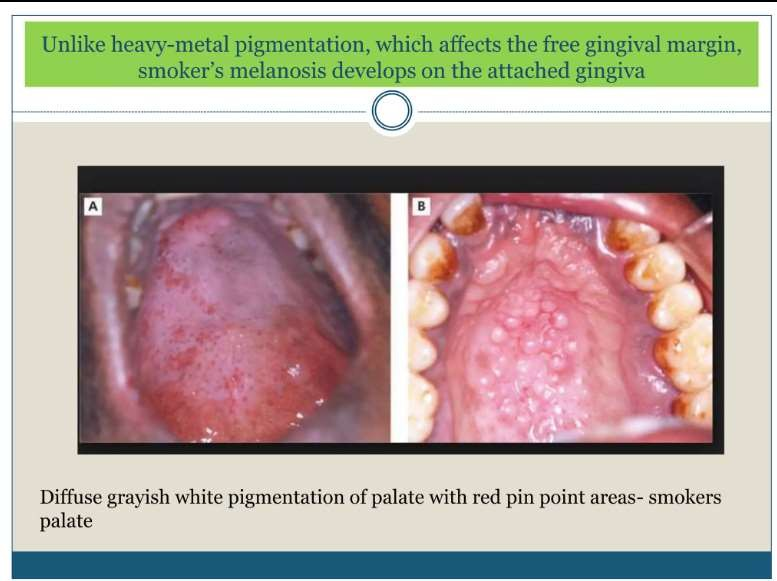 Unlike heavy-metal pigmentation, which affects the free gingival margin,
smoker's melanosis develops on the attached gingiva
A
B
Diffuse grayish white pigmentation of palate with red pin point areas- smokers
palate